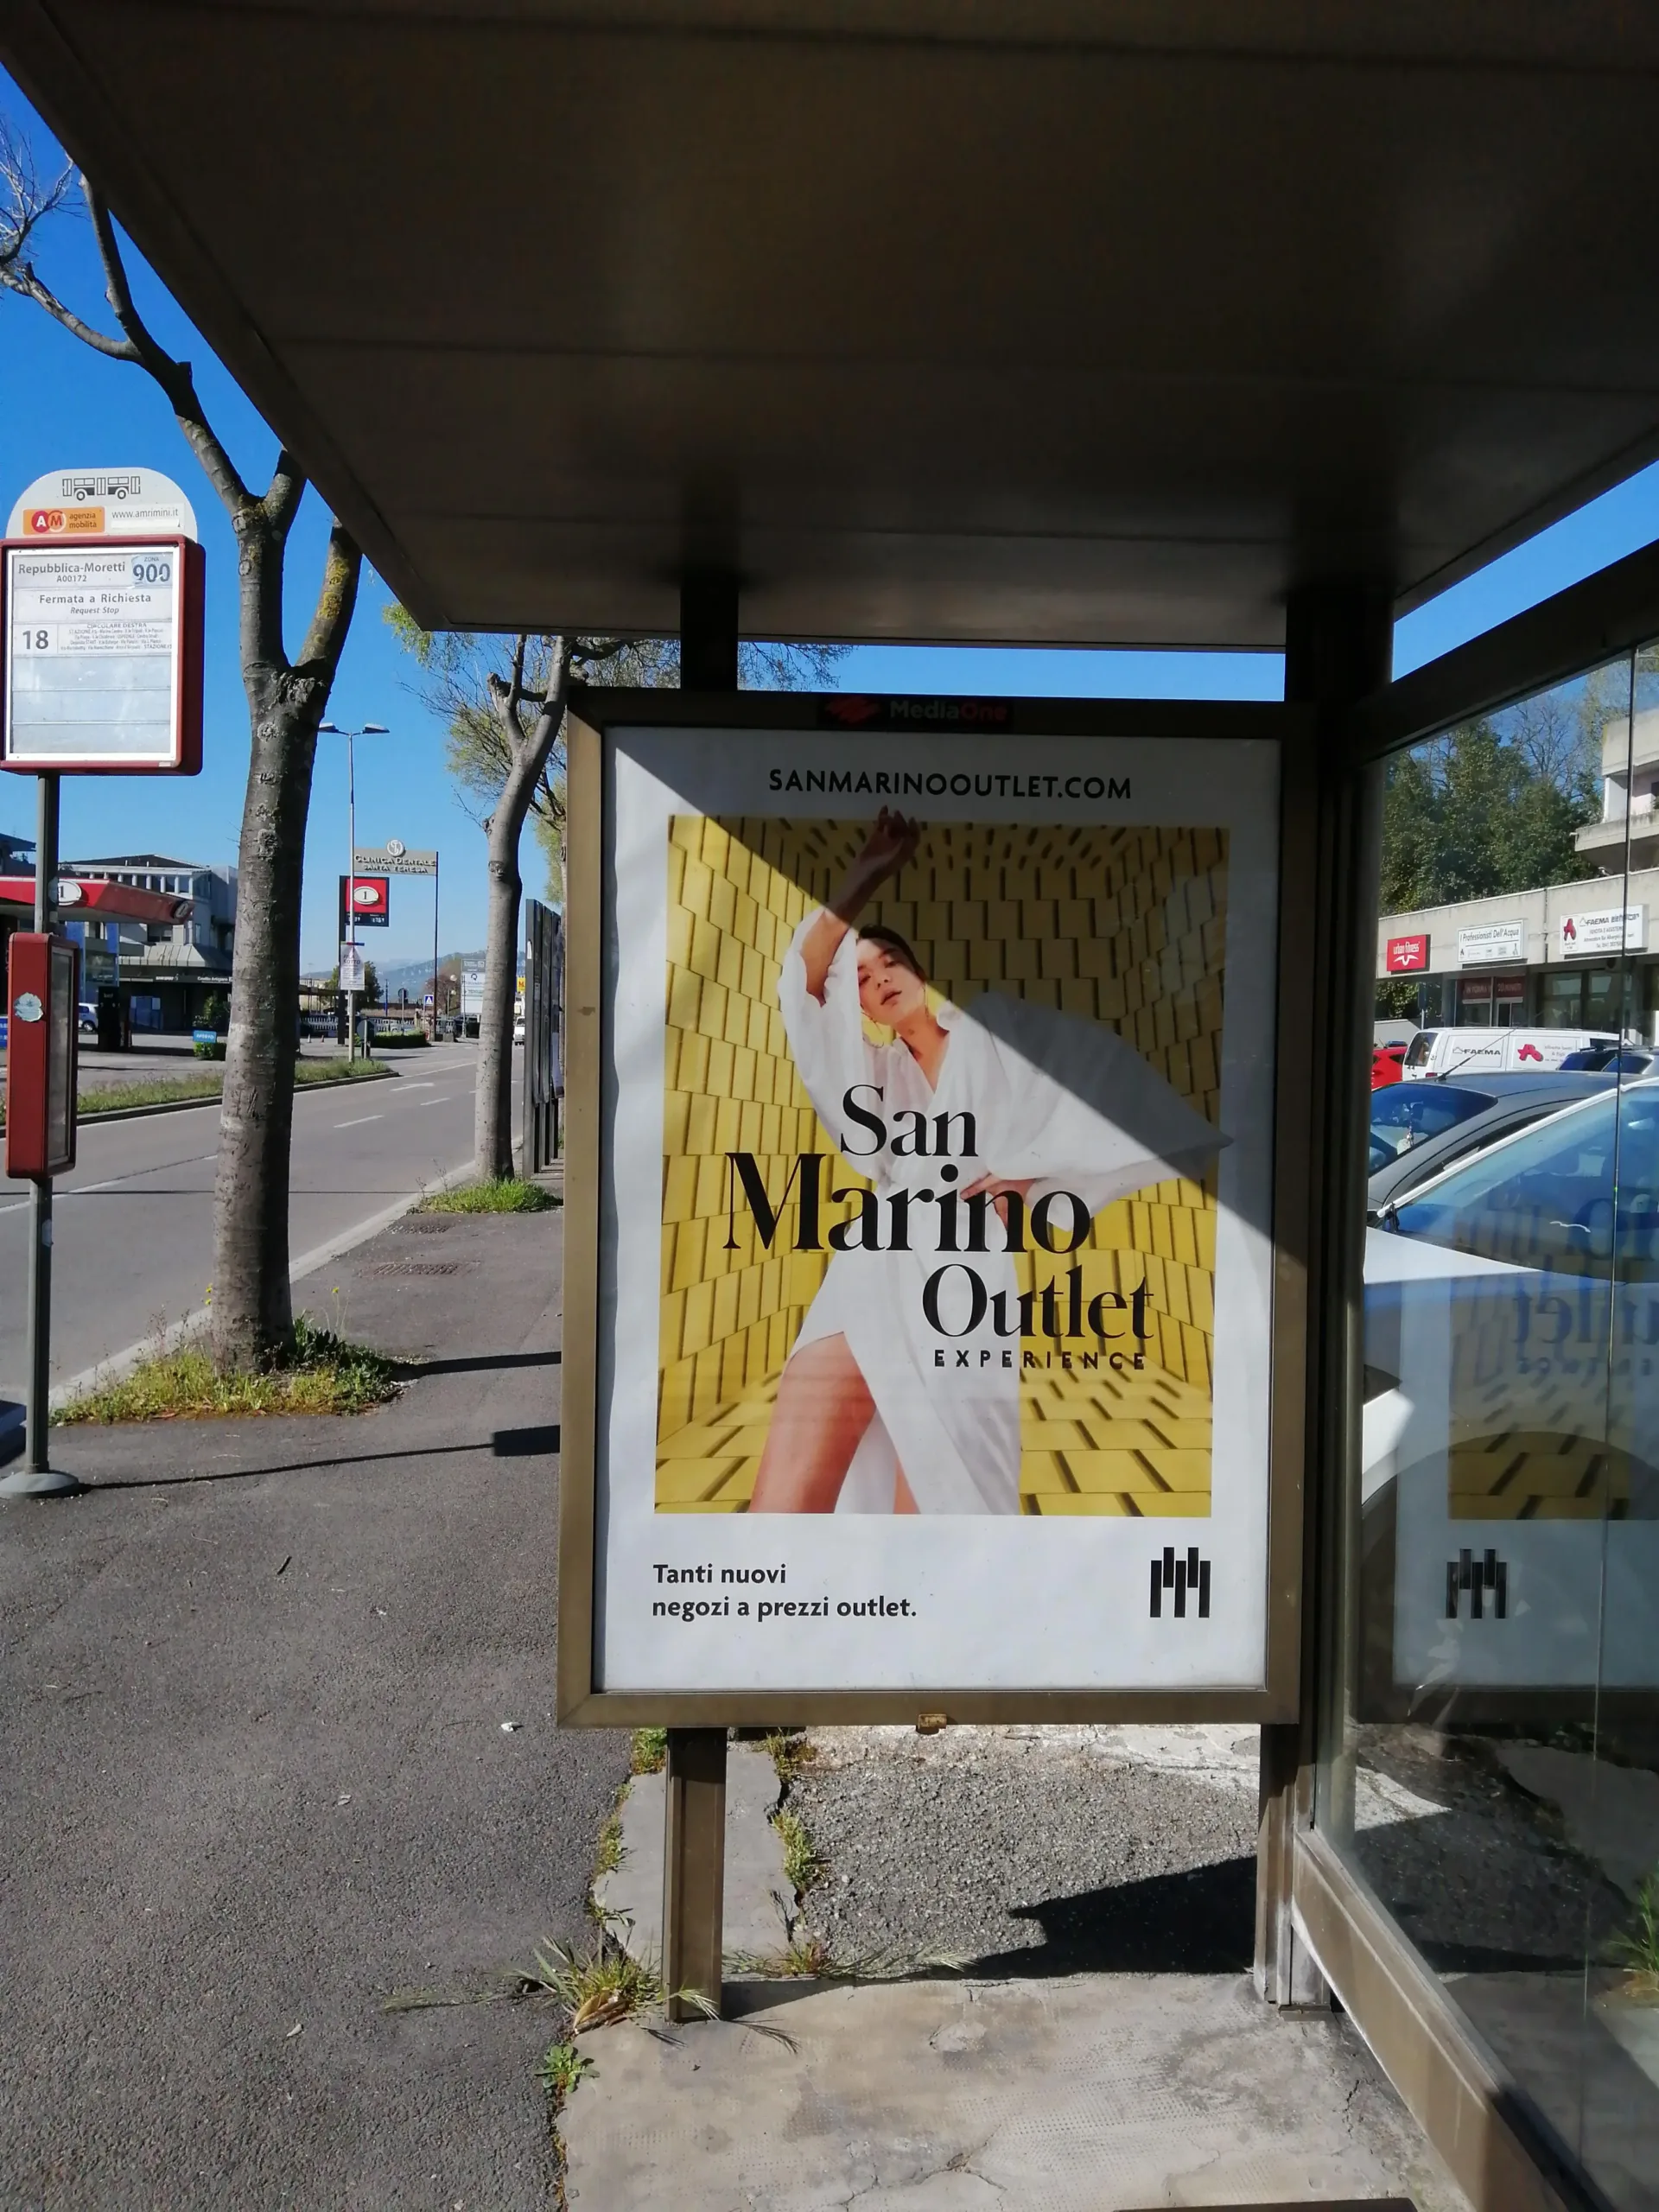 AM agenzia
mobilità
www.amrimini.it
Repubblica-Moretti
A00172
ZONA
900
Fermata a Richiesta
Request Stop
18
CIRCOLARE DESTRA
CLINICA DENTALE
SANTA TERESA
MediaOne
SANMARINOOUTLET.COM
San
Marino
Outlet
EXPERIENCE
Tanti nuovi
negozi a prezzi outlet.
urban fitness
I Professionisti Dell'Acqua
FAEMA
FAEMA